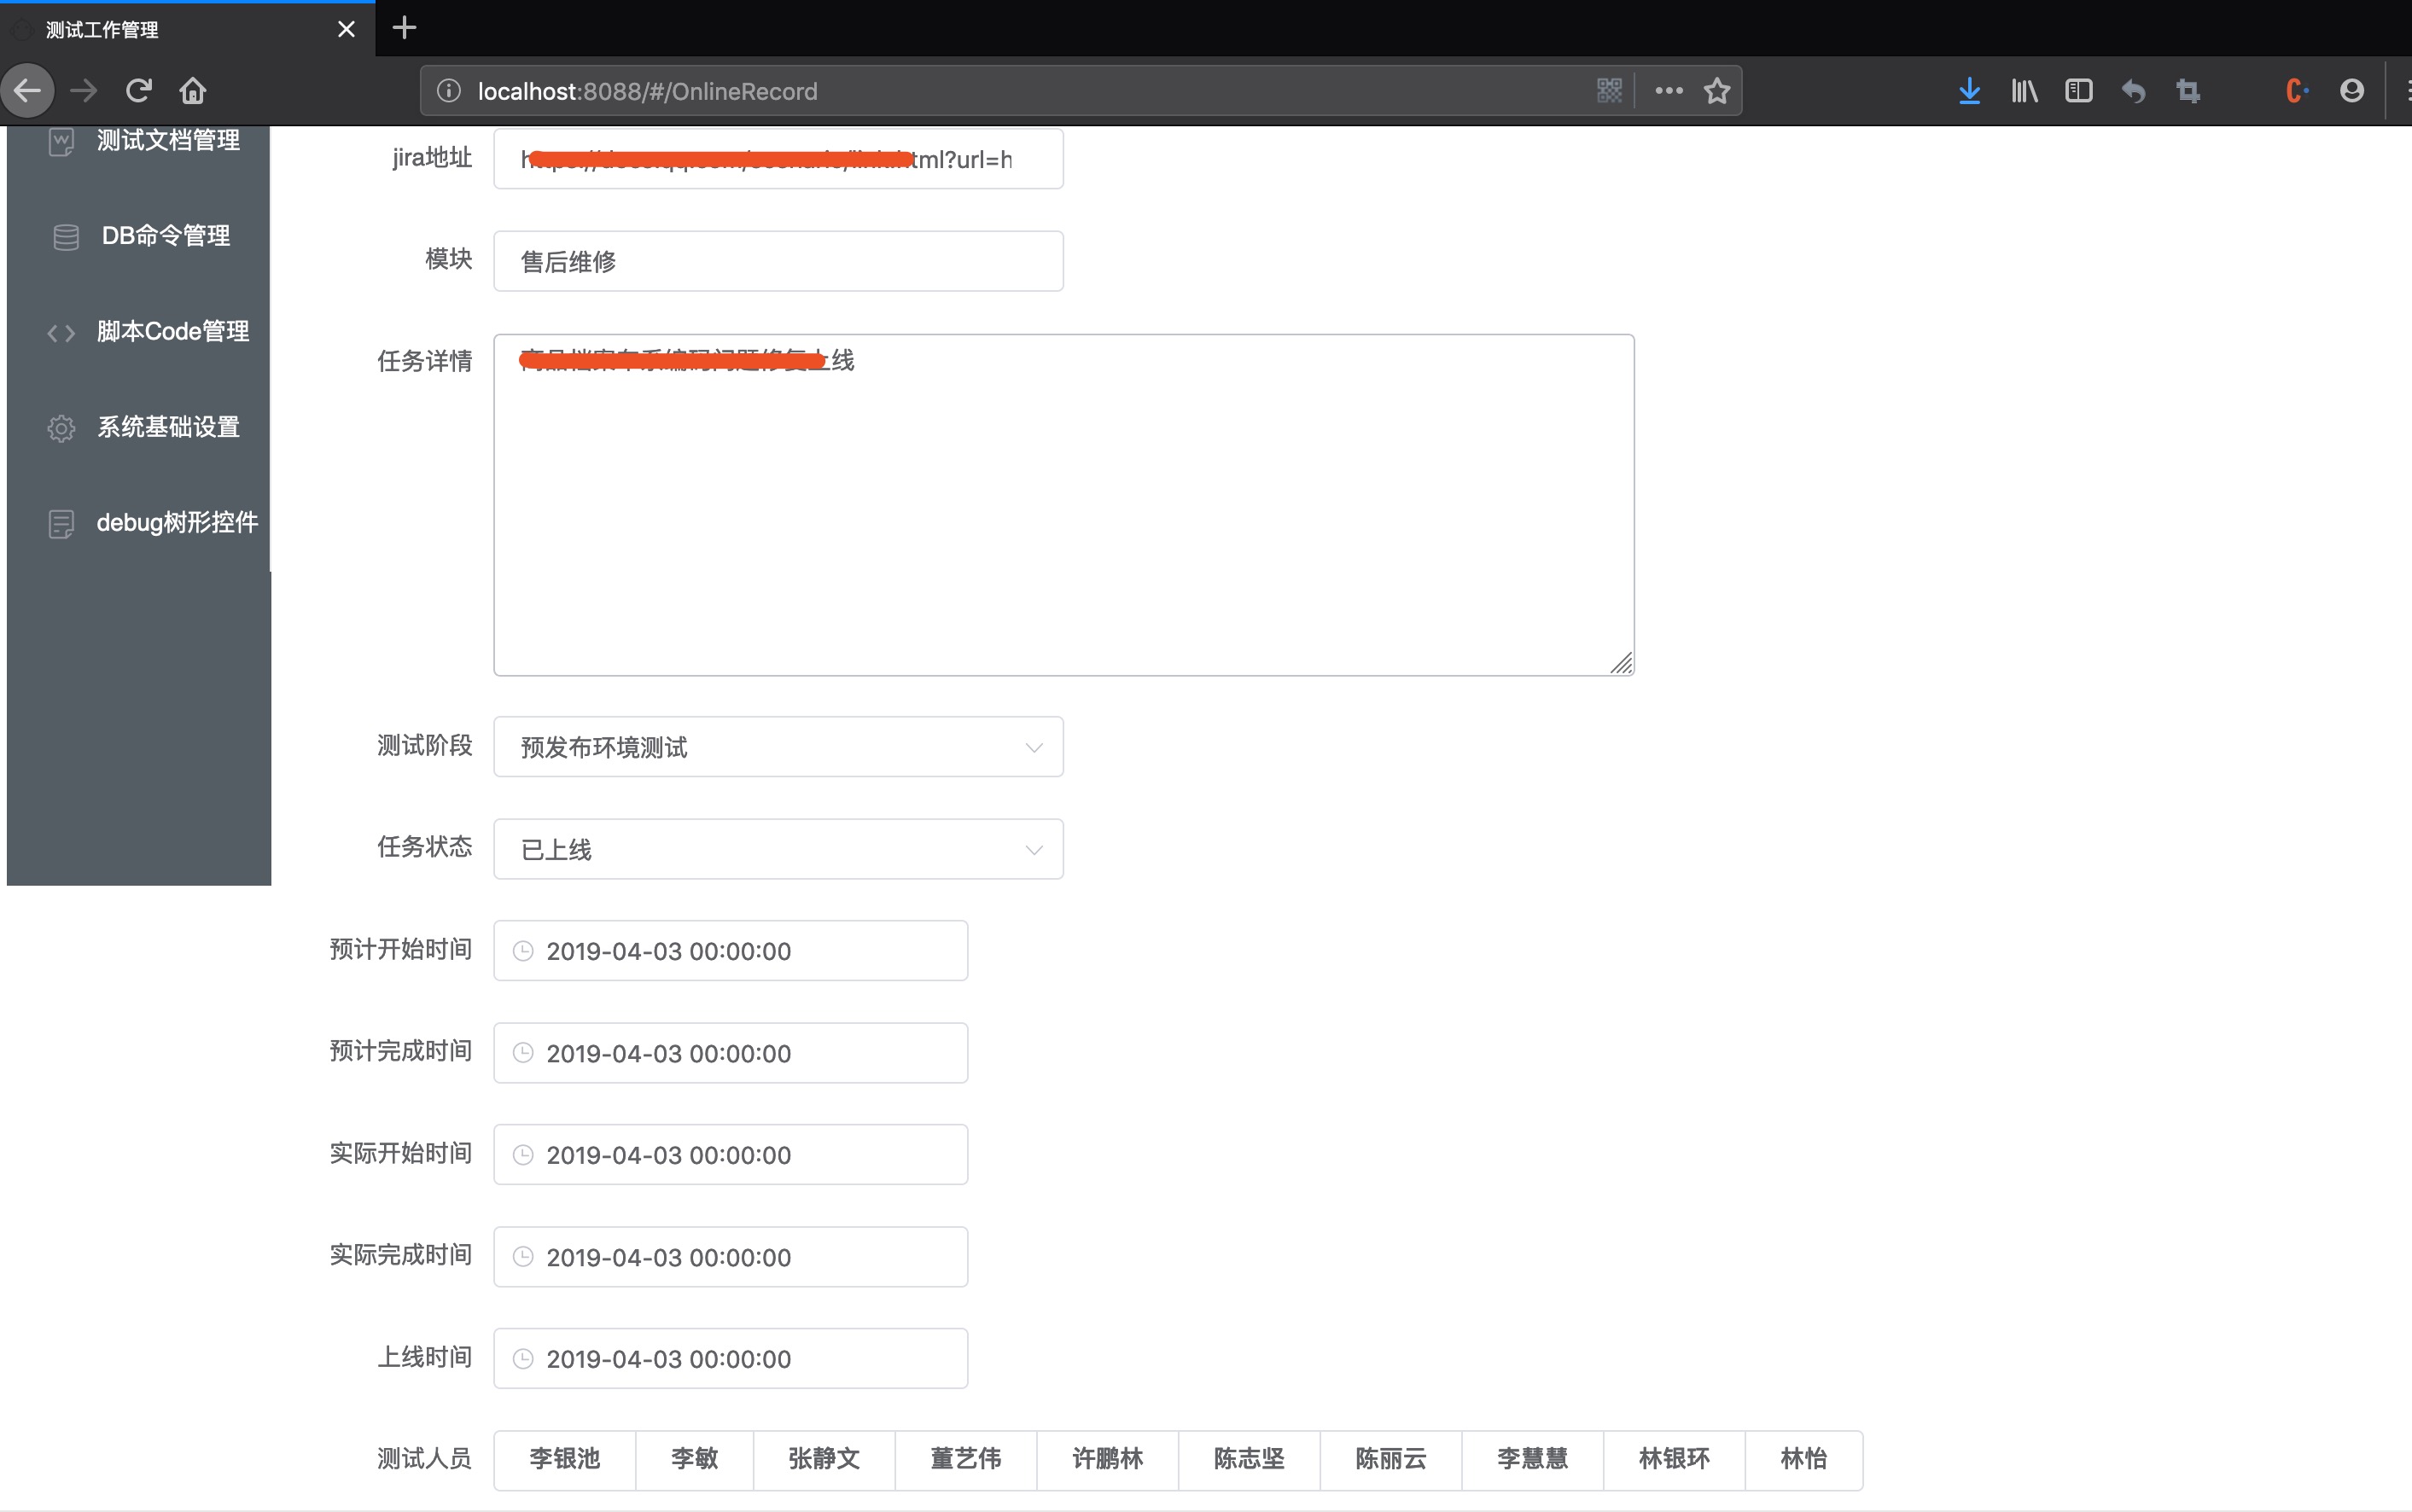 测试工作管理
localhost:8088/#/OnlineRecord
测试文档管理
DB命令管理
脚本Code管理
系统基础设置
debug树形控件
jira地址
tml?url=h
模块
售后维修
任务详情
上线
测试阶段
预发布环境测试
任务状态
已上线
预计开始时间
2019-04-03 00:00:00
预计完成时间
2019-04-03 00:00:00
实际开始时间
2019-04-03 00:00:00
实际完成时间
2019-04-03 00:00:00
上线时间
2019-04-03 00:00:00
测试人员
李银池 李敏 张静文 董艺伟 许鹏林 陈志坚 陈丽云 李慧慧 林银环 林怡